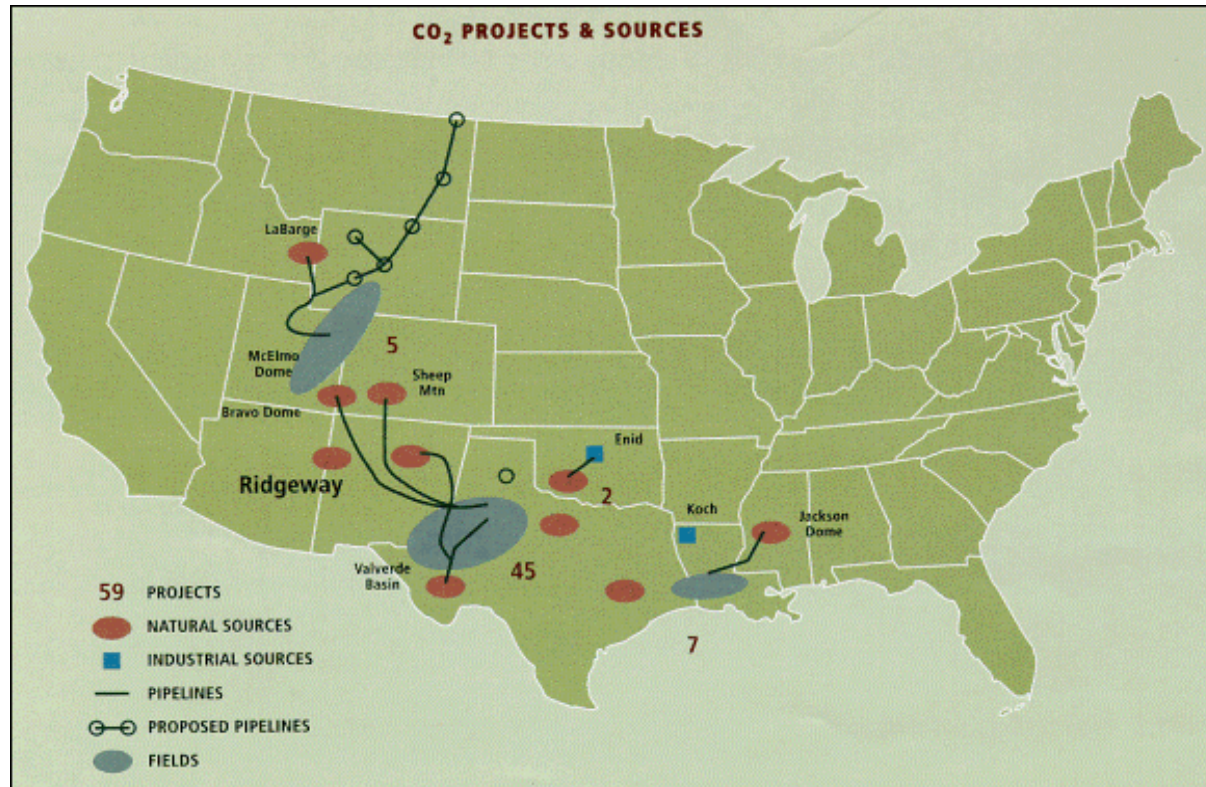 CO₂ PROJECTS & SOURCES
LaBarge
McElmo
Dome
5
Sheep
Mtn
Bravo Dome
Enid
Ridgeway
2
Koch
Jackson
Dome
Valverde
Basin
45
59 PROJECTS
NATURAL SOURCES
7
INDUSTRIAL SOURCES
PIPELINES
PROPOSED PIPELINES
FIELDS